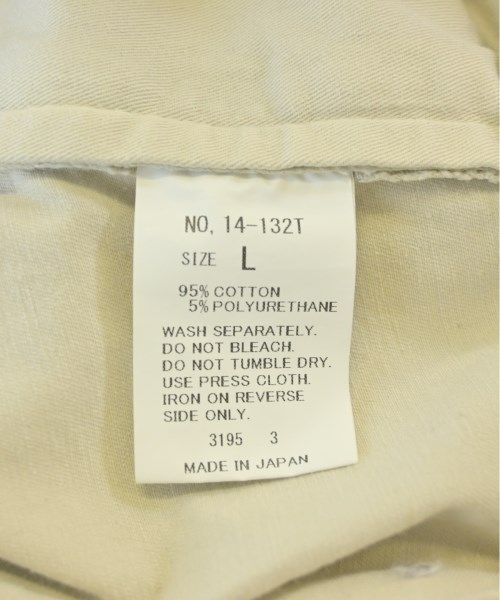 NO, 14-132T
SIZE L
95% COTTON
5% POLYURETHANE
WASH SEPARATELY.
DO NOT BLEACH.
DO NOT TUMBLE DRY.
USE PRESS CLOTH.
IRON ON REVERSE
SIDE ONLY.
3195 3
MADE IN JAPAN